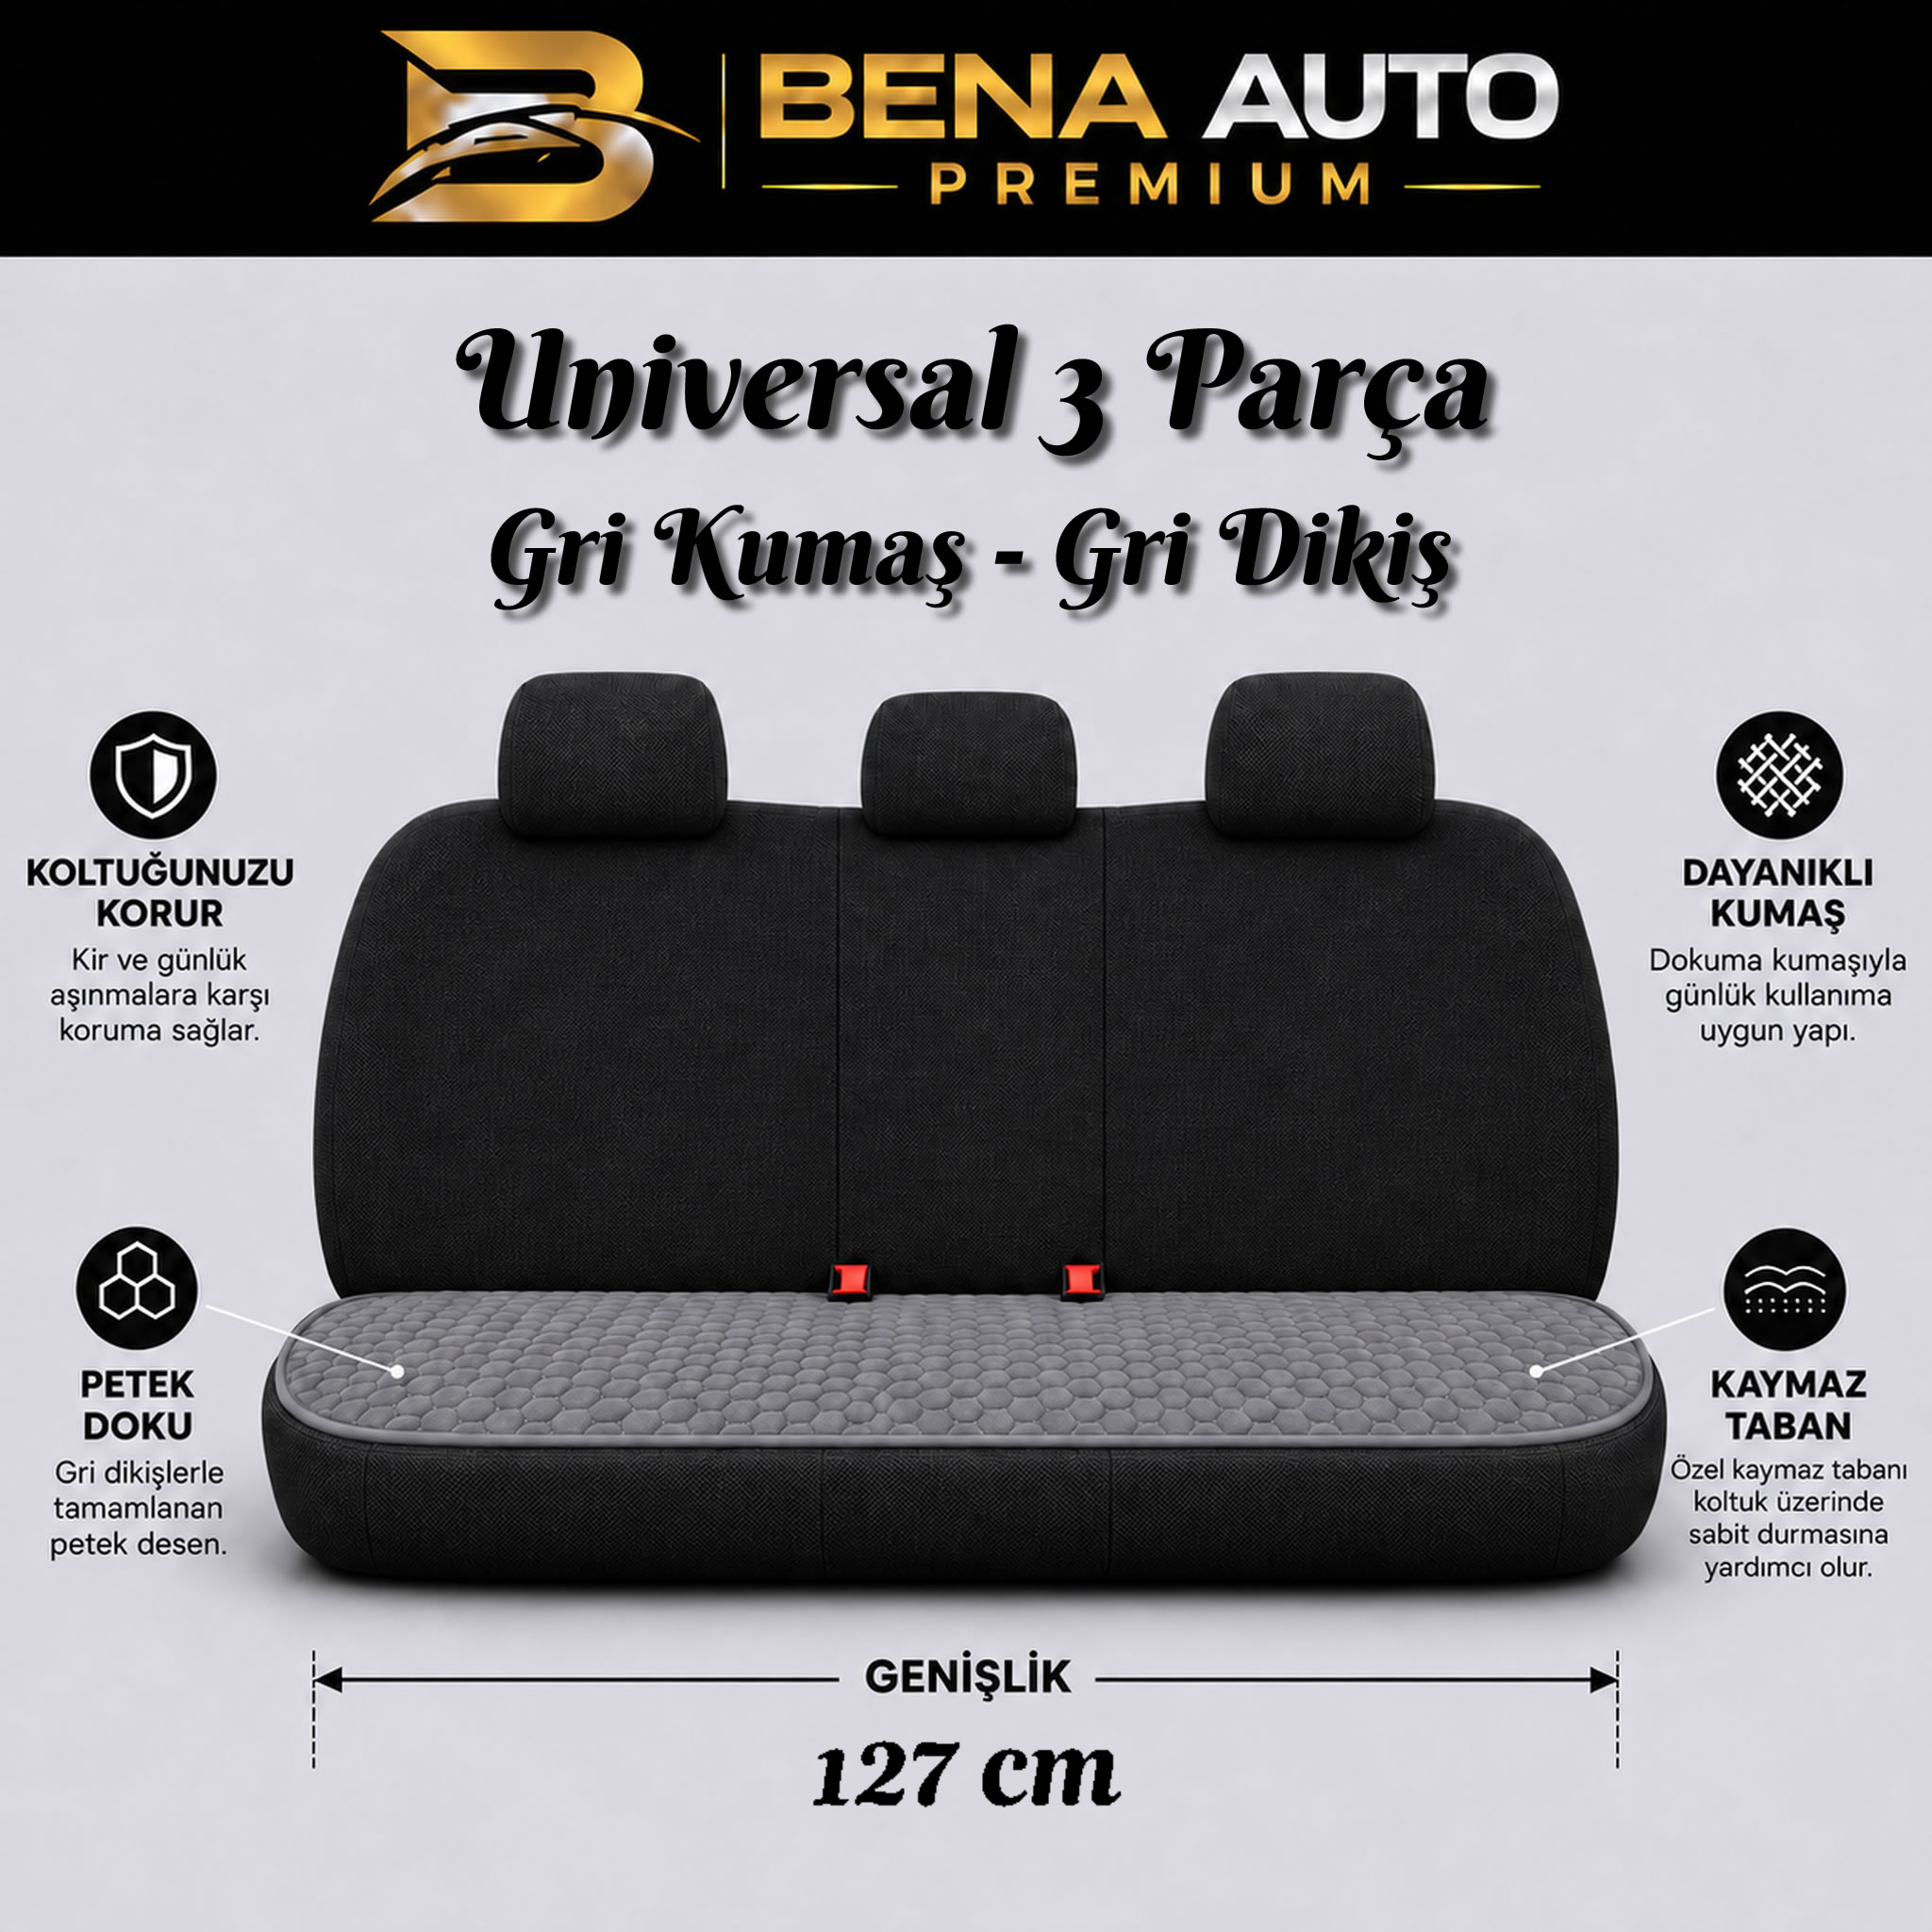 BENA AUTO
PREMIUM
Universal 3 Parça
Gri Kumaş - Gri Dikiş
KOLTUĞUNUZU
KORUR
Kir ve günlük
aşınmalara karşı
koruma sağlar.
DAYANIKLI
KUMAŞ
Dokuma kumaşıyla
günlük kullanıma
uygun yapı.
PETEK
DOKU
Gri dikişlerle
tamamlanan
petek desen.
KAYMAZ
TABAN
Özel kaymaz tabanı
koltuk üzerinde
sabit durmasına
yardımcı olur.
GENİŞLİK
127 cm